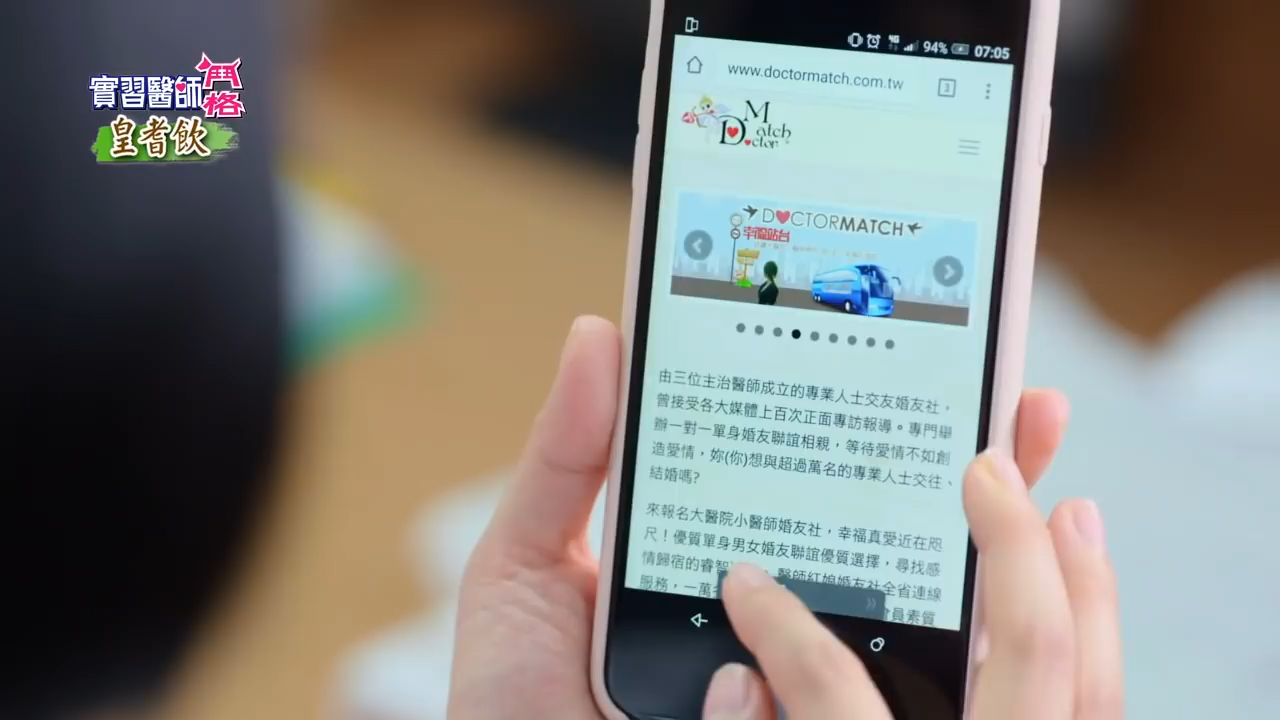 實習醫師鬥格
皇耆飲
94%
07:05
www.doctormatch.com.tw
3
Match
Doctor
DOCTORMATCH
幸福站台
由三位主治醫師成立的專業人士交友婚友社，
曾接受各大媒體上百次正面專訪報導。專門舉
辦一對一單身婚友聯誼相親，等待愛情不如創
造愛情，妳(你)想與超過萬名的專業人士交往、
結婚嗎?
來報名大醫院小醫師婚友社，幸福真愛近在咫
尺！優質單身男女婚友聯誼優質選擇，尋找感
情歸宿的睿智 醫師紅娘婚友社全省連線
服務，一萬 會員素質